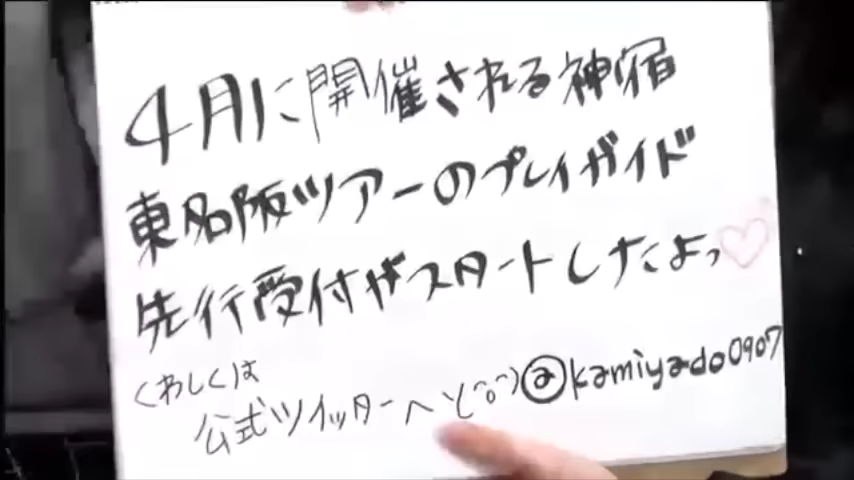 4月に開催される神宿
東名阪ツアーのプレイガイド
先行受付がスタートしたよっ♡
くわしくは
公式ツイッターへ\(^o^)@kamiyado0907